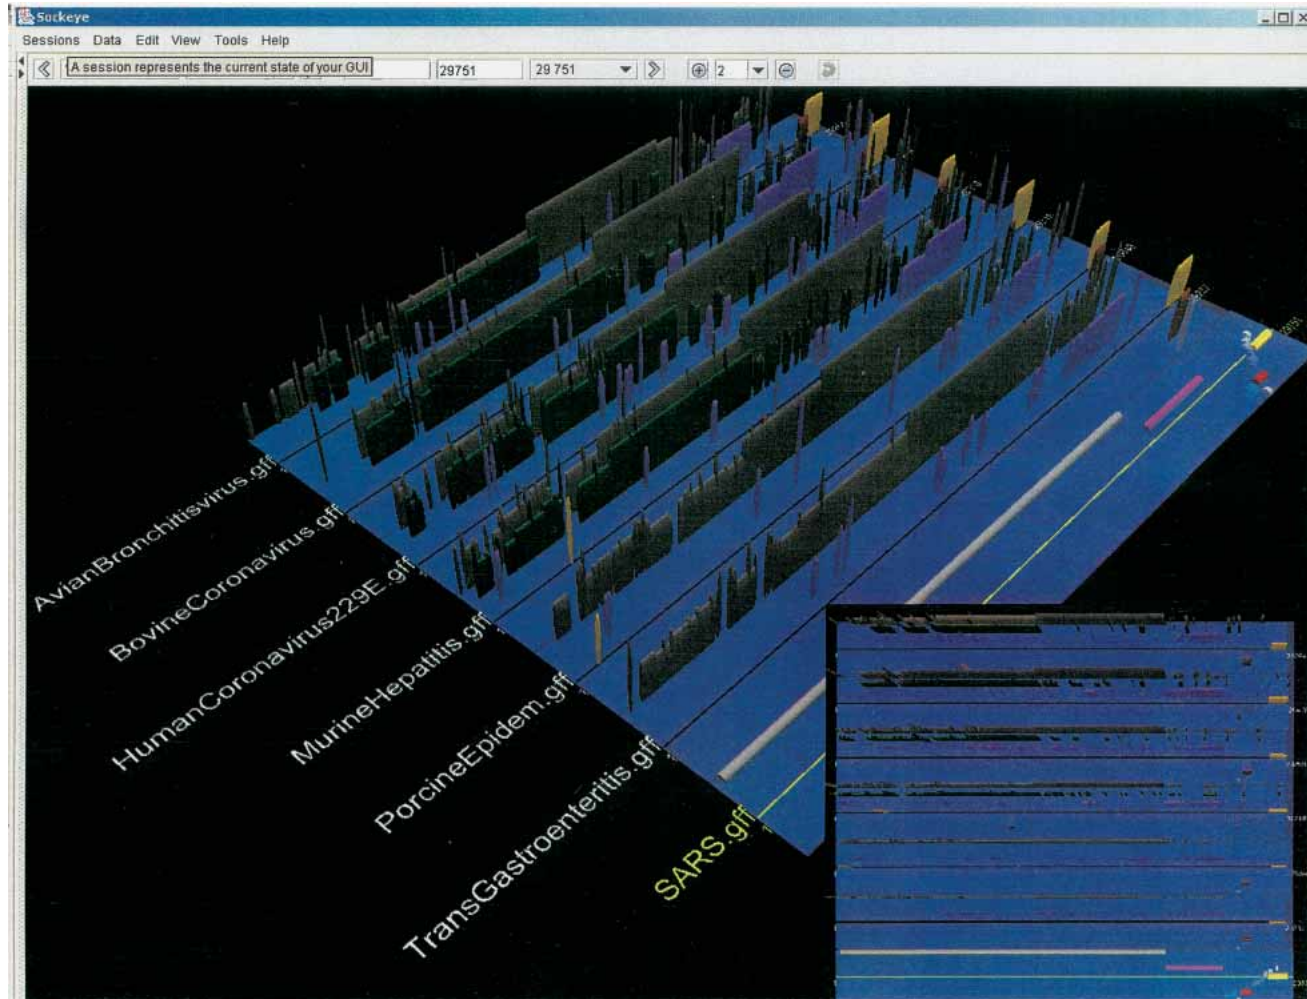 Sockeye
Sessions Data Edit View Tools Help
A session represents the current state of your GUI
29751
29 751
2
AvianBronchitisvirus.gff
BovineCoronavirus.gff
HumanCoronavirus229E.gff
MurineHepatitis.gff
PorcineEpidem.gff
TransGastroenteritis.gff
SARS.gff